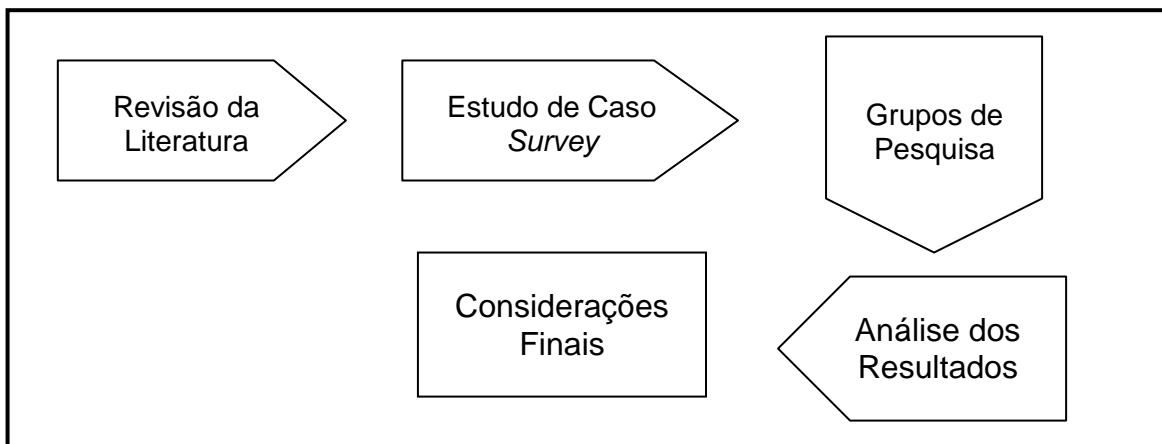 Revisão da
Literatura
Estudo de Caso
Survey
Grupos de
Pesquisa
Análise dos
Resultados
Considerações
Finais